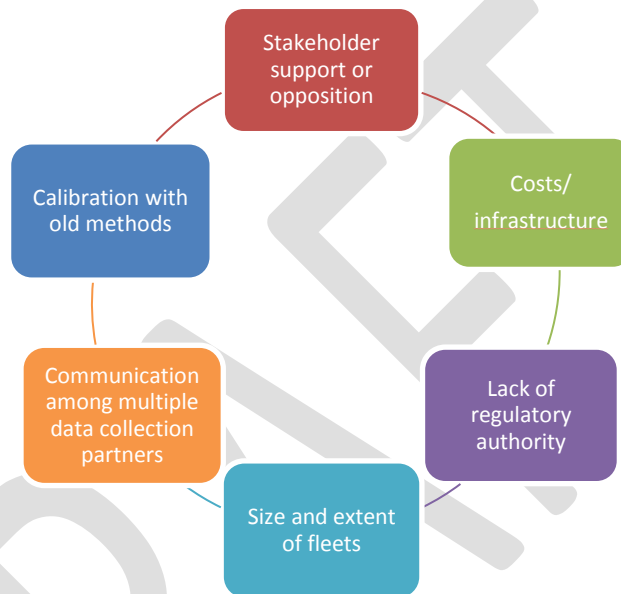 Stakeholder
support or
opposition
Costs/
infrastructure
Lack of
regulatory
authority
Size and extent
of fleets
Communication
among multiple
data collection
partners
Calibration with
old methods